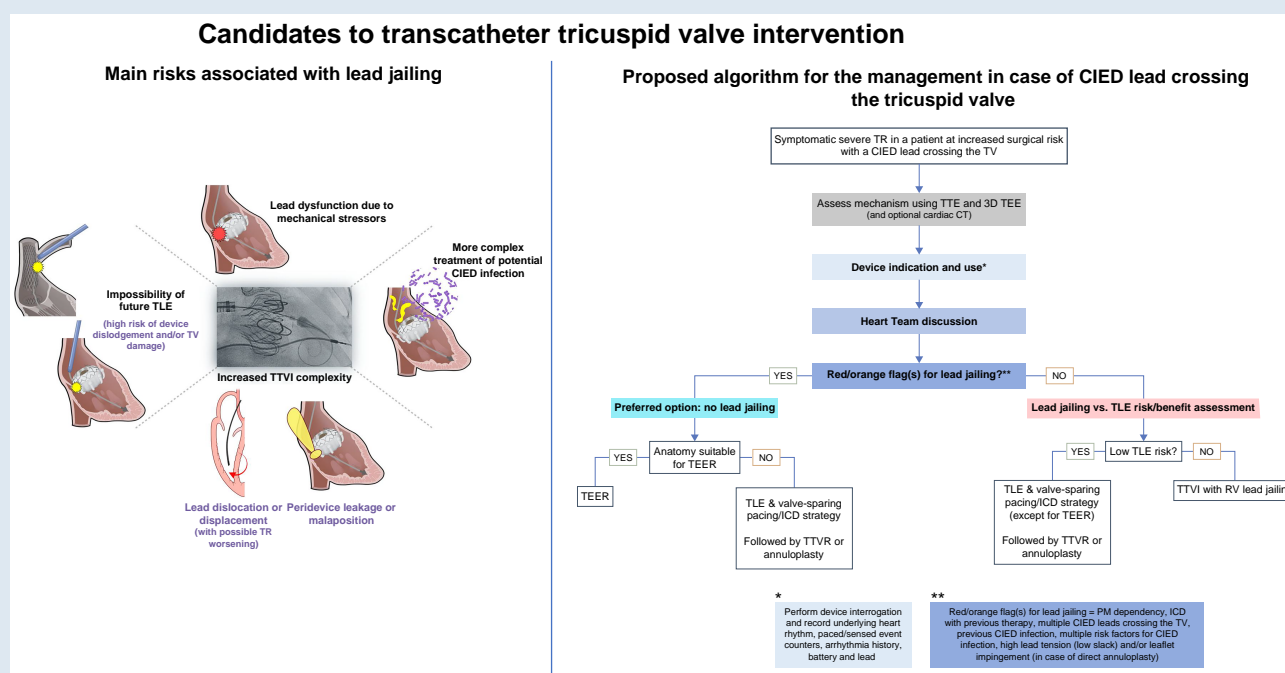 Candidates to transcatheter tricuspid valve intervention
Main risks associated with lead jailing
Lead dysfunction due to
mechanical stressors
More complex
treatment of potential
CIED infection
Impossibility of
future TLE
(high risk of device
dislodgement and/or TV
damage)
Increased TTVI complexity
Lead dislocation or
displacement
(with possible TR
worsening)
Peridevice leakage or
malaposition
Proposed algorithm for the management in case of CIED lead crossing
the tricuspid valve
Symptomatic severe TR in a patient at increased surgical risk
with a CIED lead crossing the TV
Assess mechanism using TTE and 3D TEE
(and optional cardiac CT)
Device indication and use*
Heart Team discussion
Red/orange flag(s) for lead jailing?**
YES
NO
Preferred option: no lead jailing
Lead jailing vs. TLE risk/benefit assessment
YES
Anatomy suitable
for TEER
NO
YES
Low TLE risk?
NO
TEER
TLE & valve-sparing
pacing/ICD strategy
Followed by TTVR or
annuloplasty
TLE & valve-sparing
pacing/ICD strategy
(except for TEER)
Followed by TTVR or
annuloplasty
TTVI with RV lead jailin
*
Perform device interrogation
and record underlying heart
rhythm, paced/sensed event
counters, arrhythmia history,
battery and lead
**
Red/orange flag(s) for lead jailing = PM dependency, ICD
with previous therapy, multiple CIED leads crossing the TV,
previous CIED infection, multiple risk factors for CIED
infection, high lead tension (low slack) and/or leaflet
impingement (in case of direct annuloplasty)